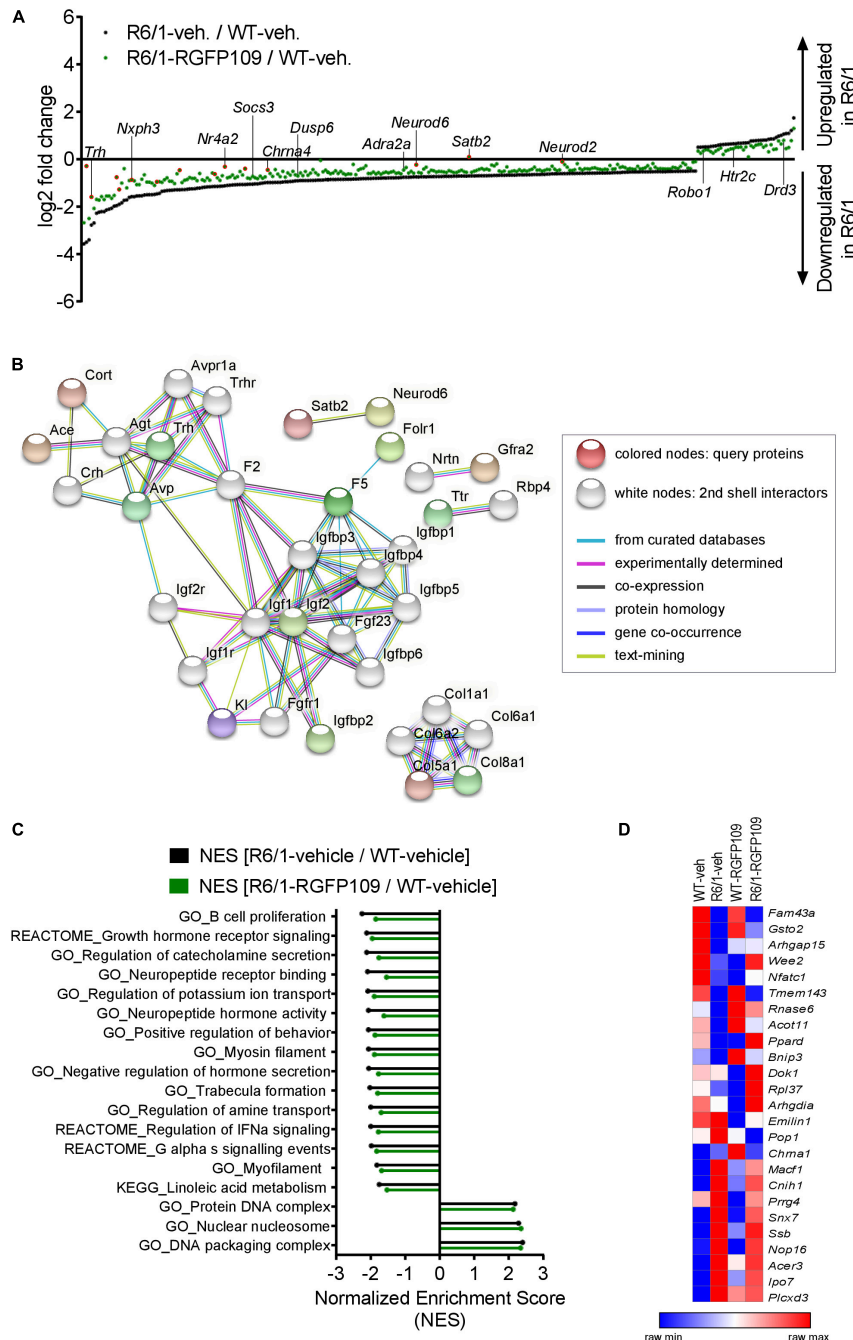 A
6
4
2
0
-2
-4
-6
log2 fold change
R6/1-veh. / WT-veh.
R6/1-RGFP109 / WT-veh.
Trh
Nxph3
Nr4a2
Socs3
Chrna4
Dusp6
Adra2a
Neurod6
Satb2
Neurod2
Robo1
Htr2c
Drd3
Upregulated
in R6/1
Downregulated
in R6/1
B
Cort
Avpr1a
Trhr
Ace
Agt
Trh
Crh
Avp
F2
Satb2
Neurod6
Folr1
F5
Nrtn
Gfra2
Ttr
Rbp4
Igfbp1
Igfbp3
Igfbp4
Igfbp5
Igf2r
Igf1
Igf2
Fgf23
Igfbp6
Igf1r
Kl
Fgfr1
Igfbp2
Col1a1
Col6a2
Col6a1
Col5a1
Col8a1
colored nodes: query proteins
white nodes: 2nd shell interactors
from curated databases
experimentally determined
co-expression
protein homology
gene co-occurrence
text-mining
C
NES [R6/1-vehicle / WT-vehicle]
NES [R6/1-RGFP109 / WT-vehicle]
GO_B cell proliferation
REACTOME_Growth hormone receptor signaling
GO_Regulation of catecholamine secretion
GO_Neuropeptide receptor binding
GO_Regulation of potassium ion transport
GO_Neuropeptide hormone activity
GO_Positive regulation of behavior
GO_Myosin filament
GO_Negative regulation of hormone secretion
GO_Trabecula formation
GO_Regulation of amine transport
REACTOME_Regulation of IFNa signaling
REACTOME_G alpha s signalling events
GO_Myofilament
KEGG_Linoleic acid metabolism
GO_Protein DNA complex
GO_Nuclear nucleosome
GO_DNA packaging complex
-3 -2 -1 0 1 2 3
Normalized Enrichment Score
(NES)
D
WT-veh
R6/1-veh
WT-RGFP109
R6/1-RGFP109
Fam43a
Gsto2
Arhgap15
Wee2
Nfatc1
Tmem143
Rnase6
Acot11
Ppard
Bnip3
Dok1
Rpl37
Arhgdia
Emilin1
Pop1
Chrna1
Macf1
Cnih1
Prrg4
Snx7
Ssb
Nop16
Acer3
Ipo7
Plcxd3
raw min raw max